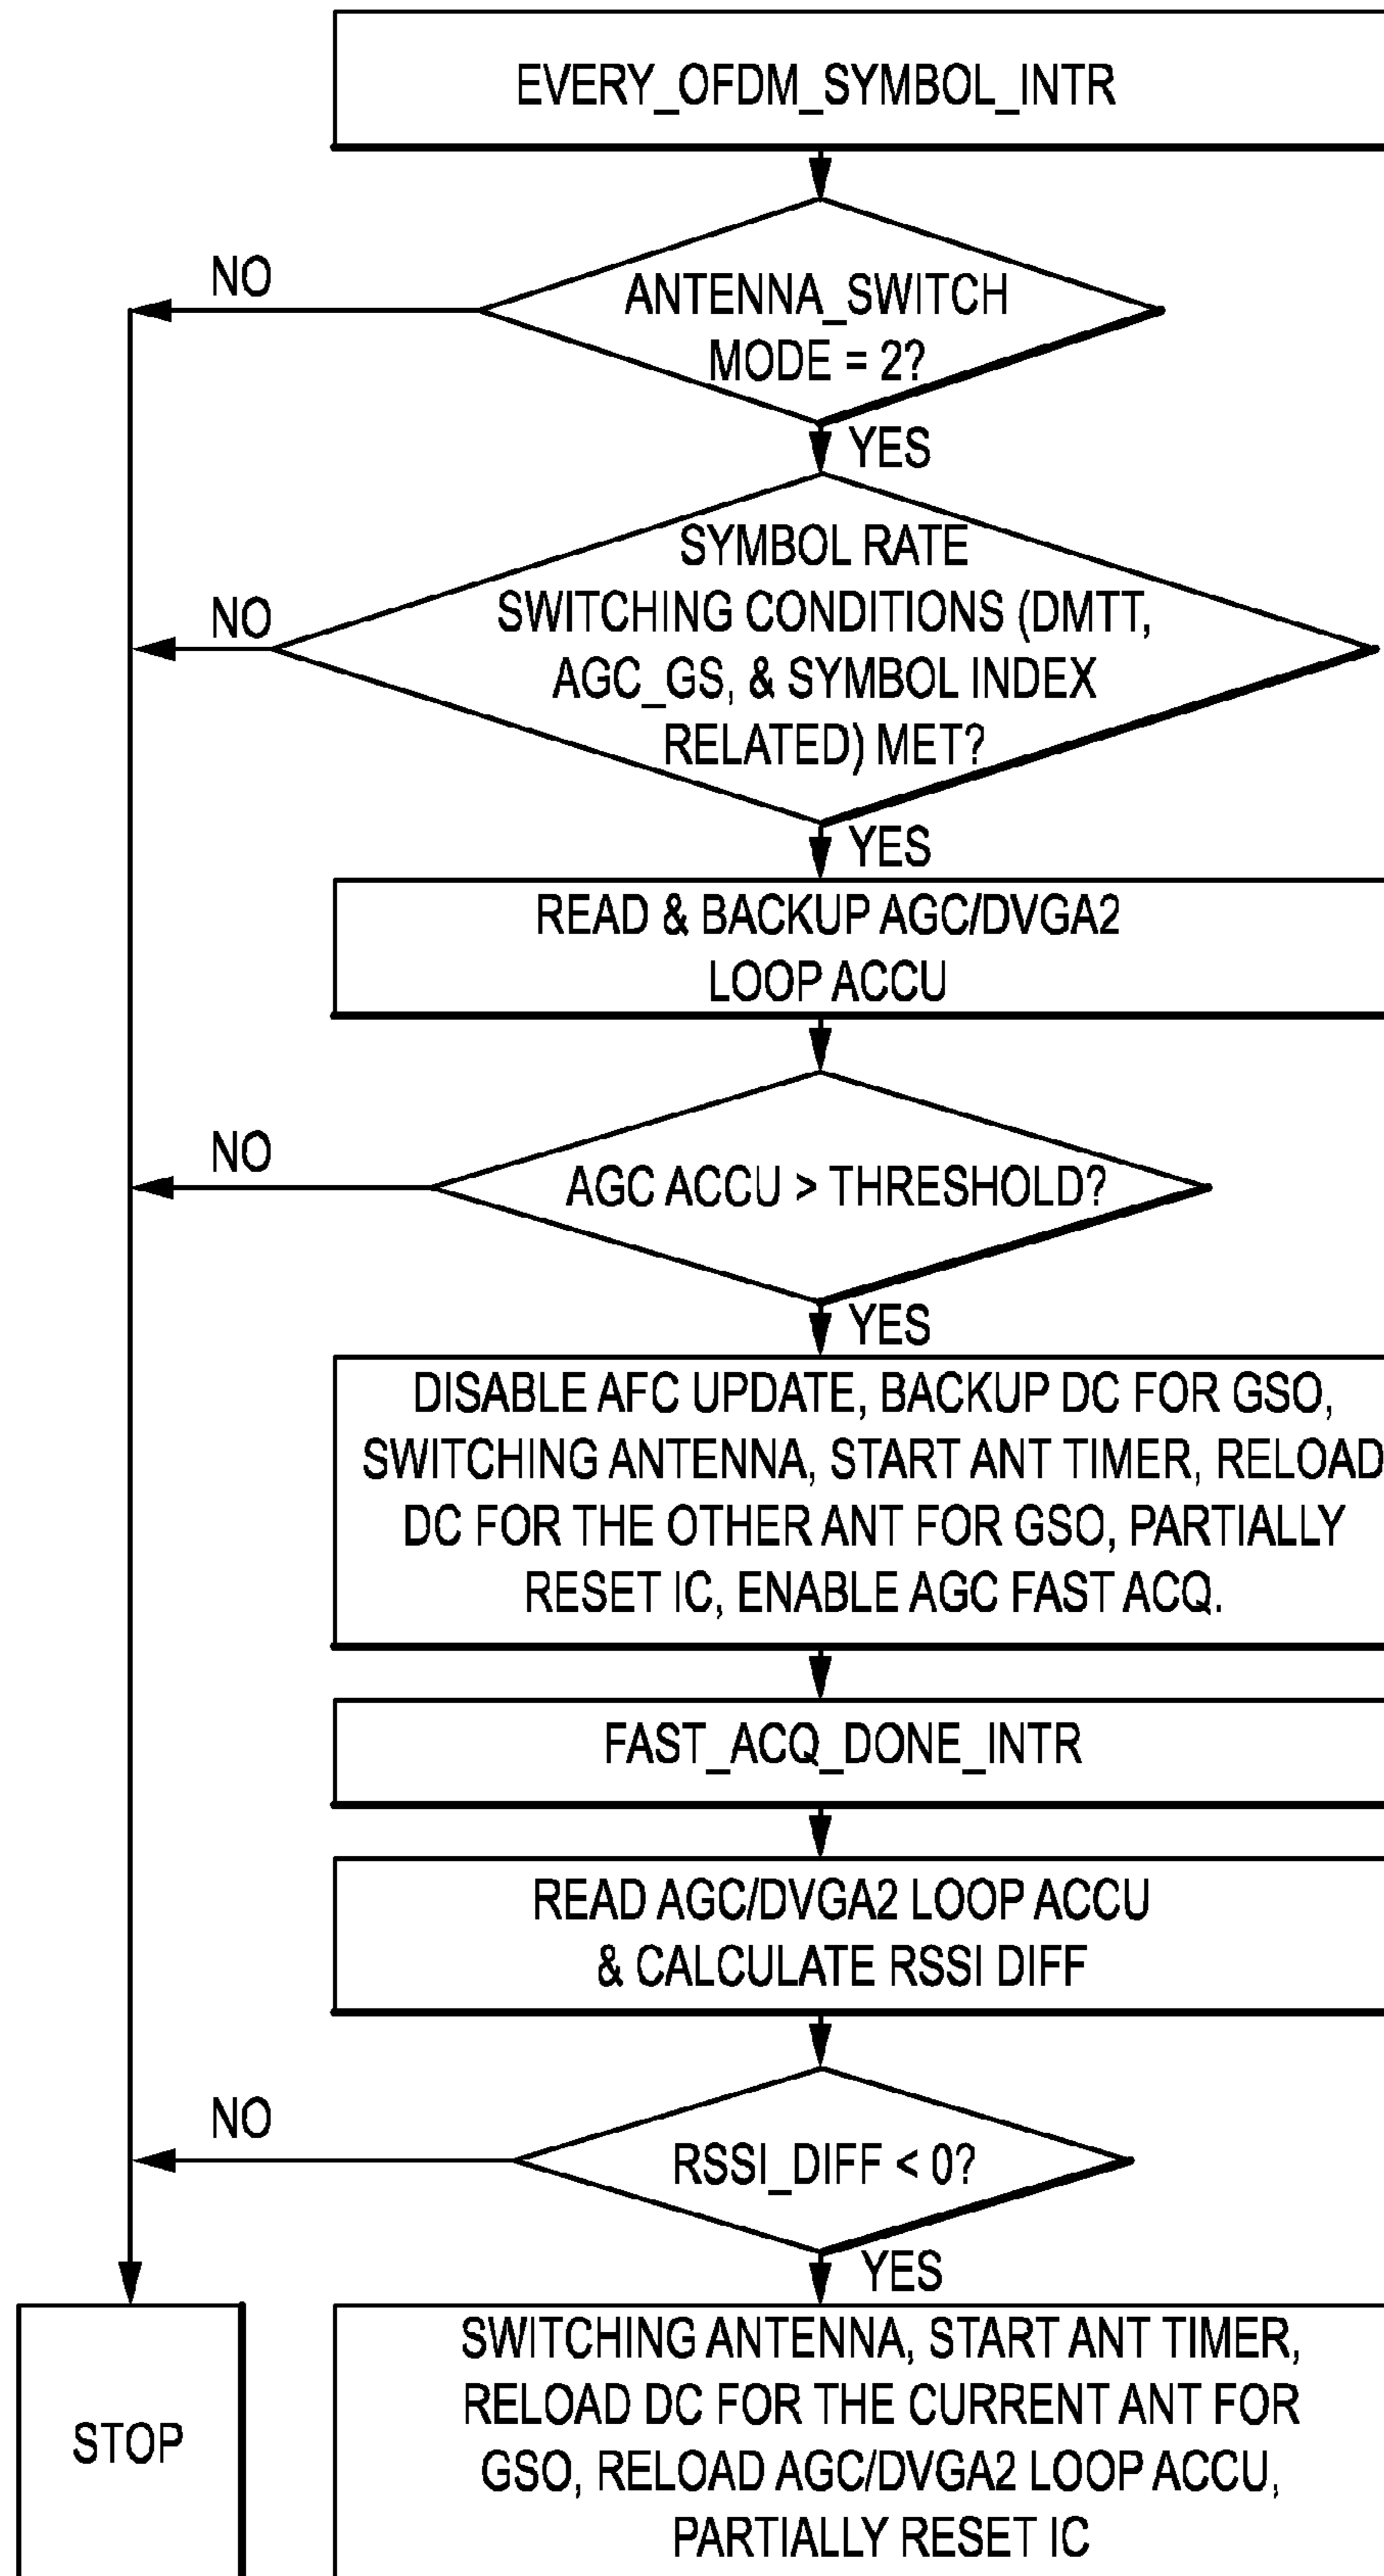 EVERY_OFDM_SYMBOL_INTR
NO
ANTENNA_SWITCH
MODE = 2?
YES
SYMBOL RATE
NO
SWITCHING CONDITIONS (DMTT,
AGC_GS, & SYMBOL INDEX
RELATED) MET?
YES
READ & BACKUP AGC/DVGA2
LOOP ACCU
NO
AGC ACCU > THRESHOLD?
YES
DISABLE AFC UPDATE, BACKUP DC FOR GSO,
SWITCHING ANTENNA, START ANT TIMER, RELOAD
DC FOR THE OTHER ANT FOR GSO, PARTIALLY
RESET IC, ENABLE AGC FAST ACQ.
FAST_ACQ_DONE_INTR
READ AGC/DVGA2 LOOP ACCU
& CALCULATE RSSI DIFF
NO
RSSI_DIFF < 0?
YES
STOP
SWITCHING ANTENNA, START ANT TIMER,
RELOAD DC FOR THE CURRENT ANT FOR
GSO, RELOAD AGC/DVGA2 LOOP ACCU,
PARTIALLY RESET IC